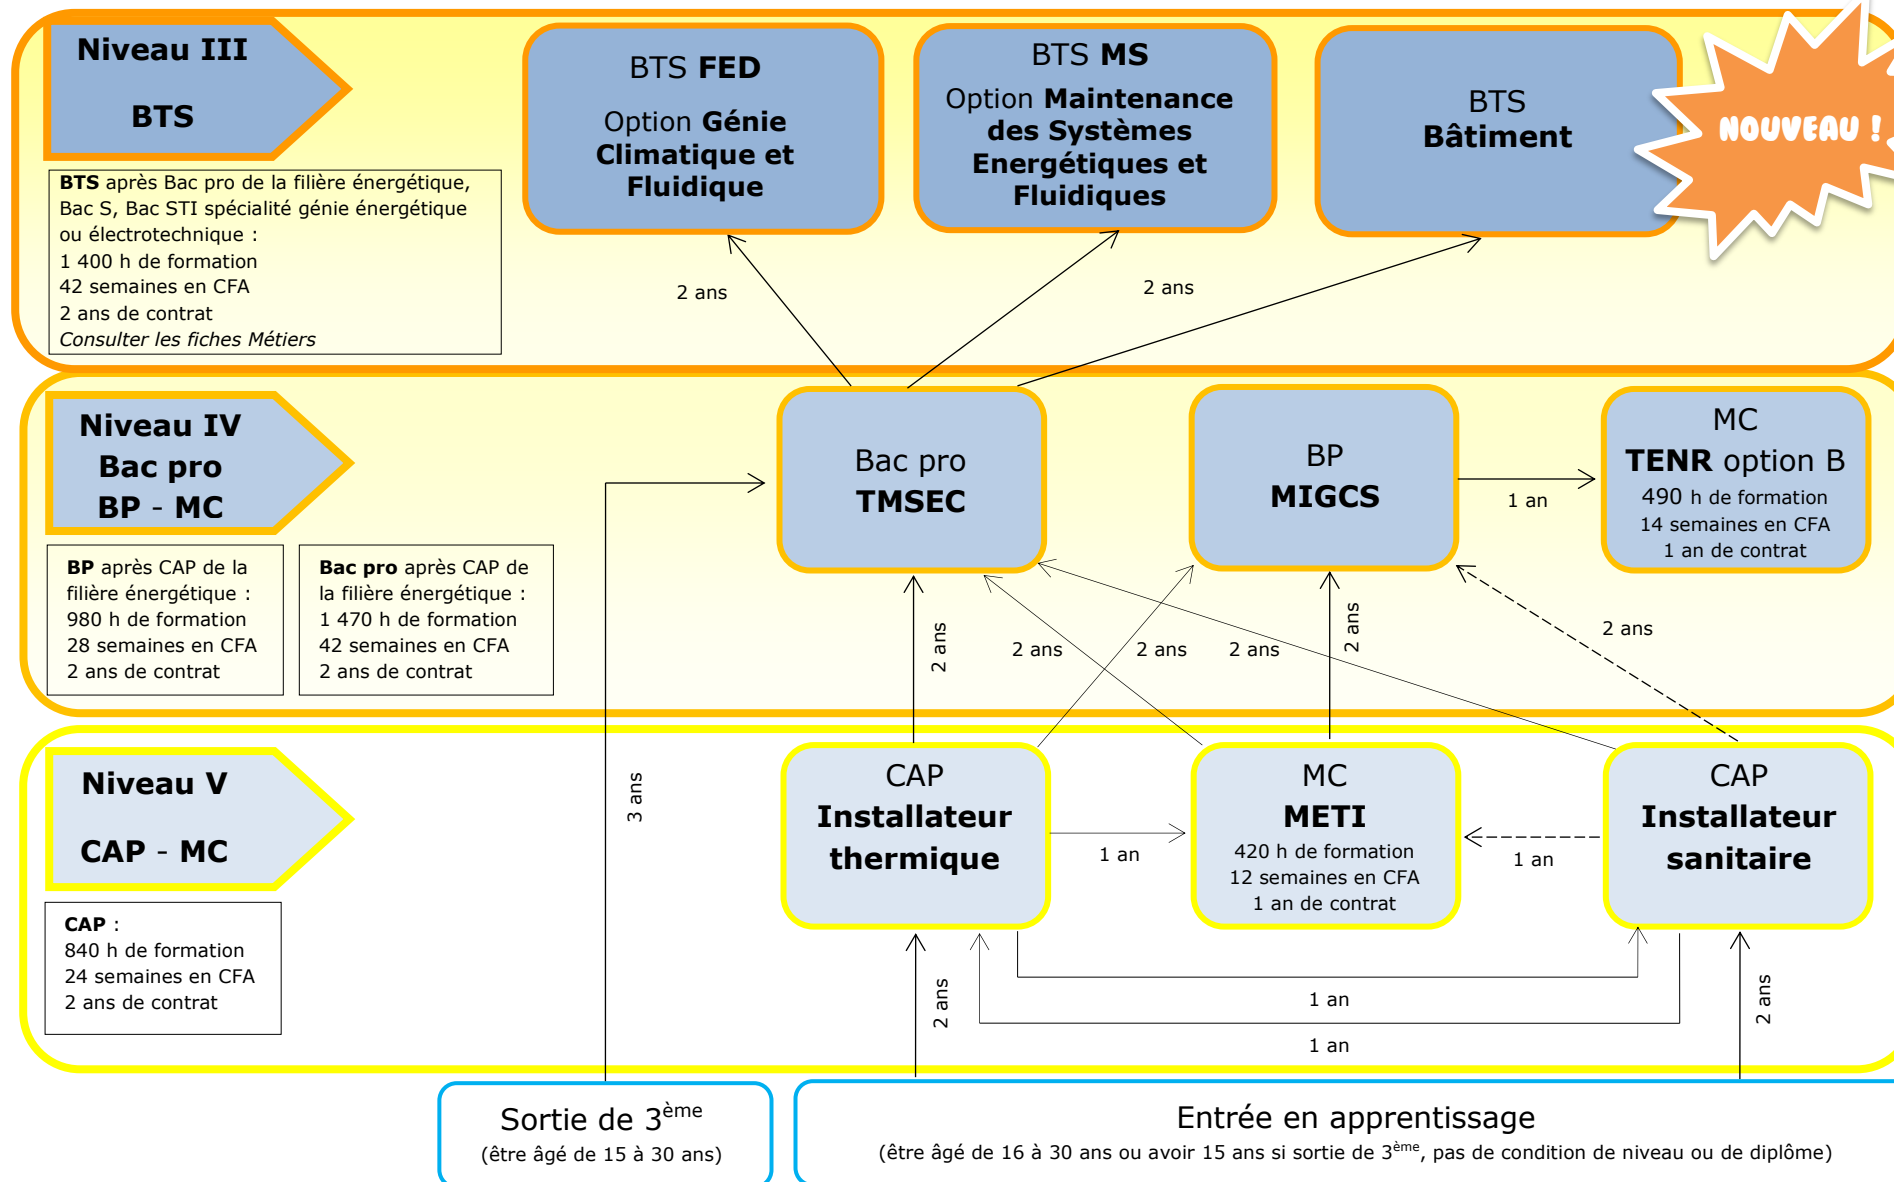 Niveau III
BTS
BTS après Bac pro de la filière énergétique,
Bac S, Bac STI spécialité génie énergétique
ou électrotechnique :
1 400 h de formation
42 semaines en CFA
2 ans de contrat
Consulter les fiches Métiers
BTS FED
Option Génie
Climatique et
Fluidique
BTS MS
Option Maintenance
des Systèmes
Energétiques et
Fluidiques
BTS
Bâtiment
NOUVEAU !
2 ans
2 ans
Niveau IV
Bac pro
BP - MC
BP après CAP de la
filière énergétique :
980 h de formation
28 semaines en CFA
2 ans de contrat
Bac pro après CAP de
la filière énergétique :
1 470 h de formation
42 semaines en CFA
2 ans de contrat
Bac pro
TMSEC
BP
MIGCS
1 an
MC
TENR option B
490 h de formation
14 semaines en CFA
1 an de contrat
2 ans
2 ans
2 ans
2 ans
2 ans
2 ans
3 ans
Niveau V
CAP - MC
CAP :
840 h de formation
24 semaines en CFA
2 ans de contrat
CAP
Installateur
thermique
1 an
MC
METI
420 h de formation
12 semaines en CFA
1 an de contrat
1 an
CAP
Installateur
sanitaire
2 ans
1 an
1 an
2 ans
Sortie de 3ème
(être âgé de 15 à 30 ans)
Entrée en apprentissage
(être âgé de 16 à 30 ans ou avoir 15 ans si sortie de 3ème, pas de condition de niveau ou de diplôme)